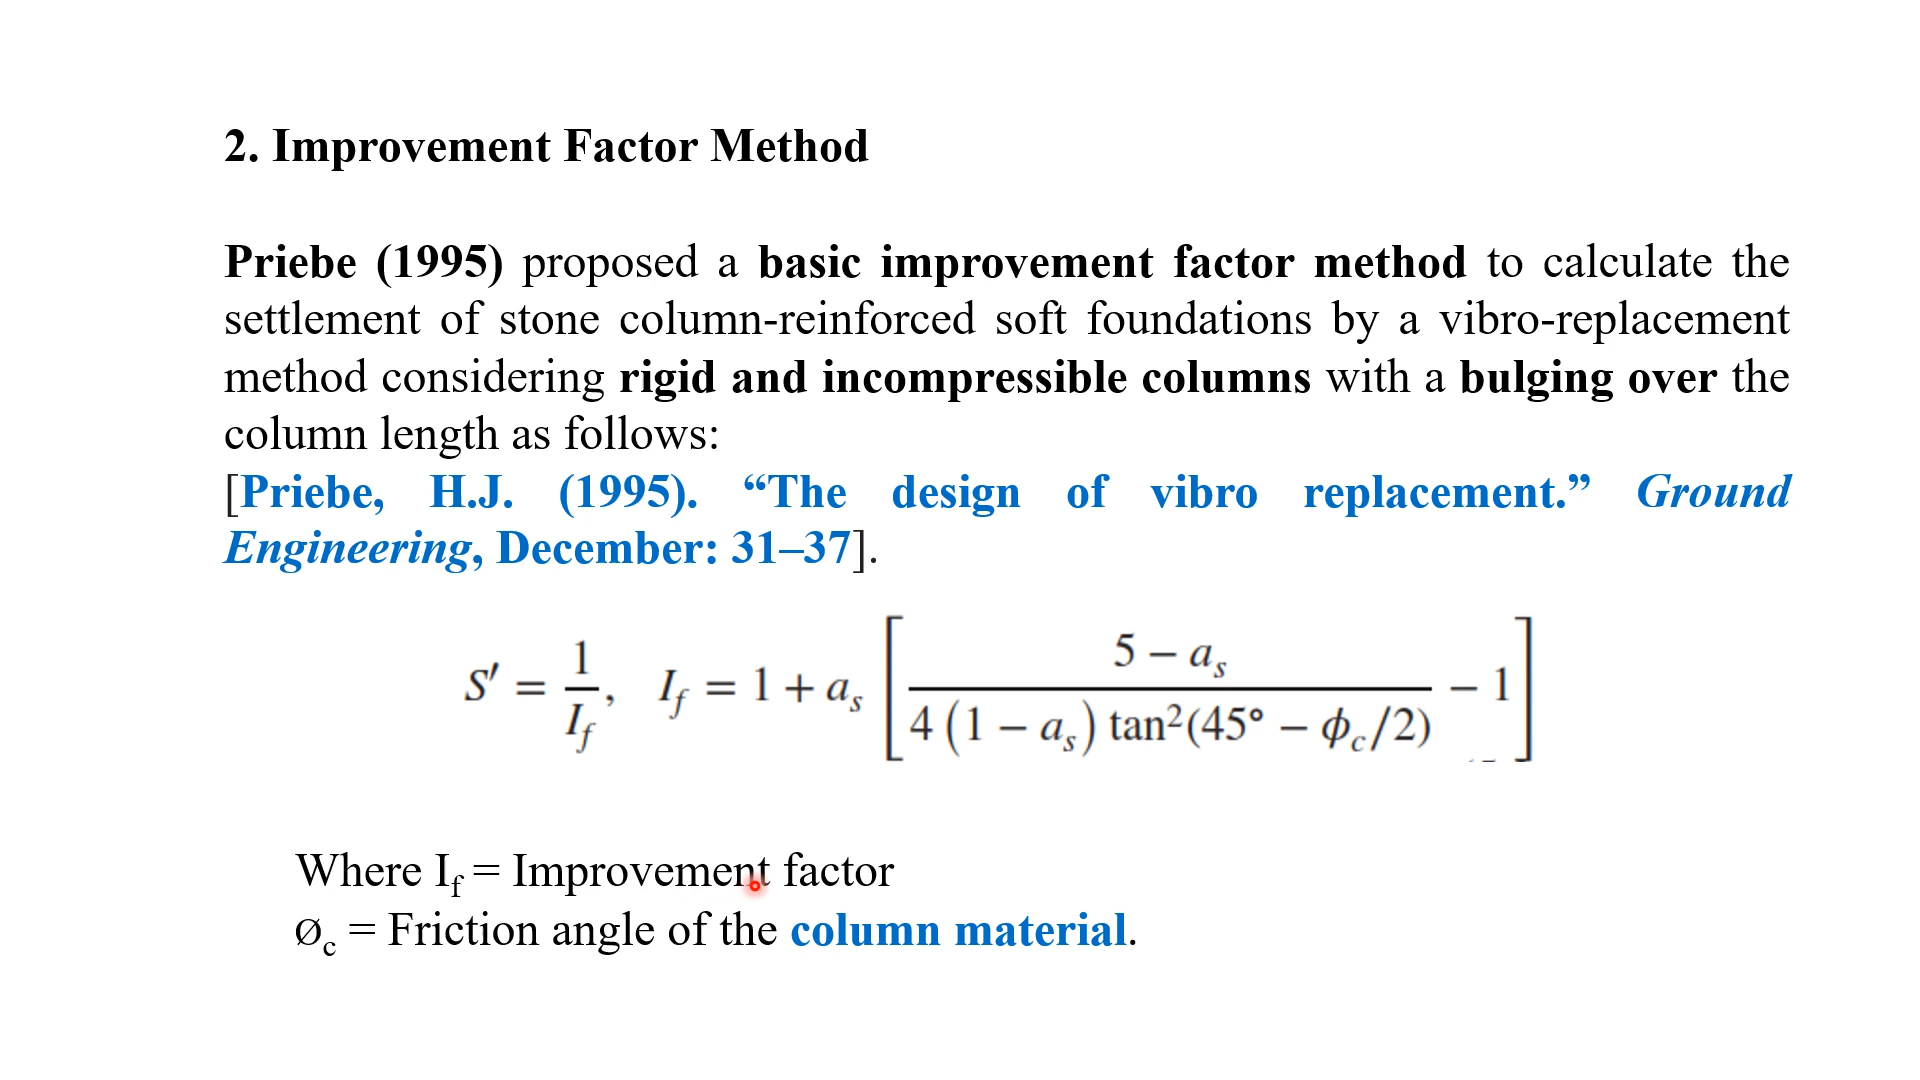 2. Improvement Factor Method
Priebe (1995) proposed a basic improvement factor method to calculate the
settlement of stone column-reinforced soft foundations by a vibro-replacement
method considering rigid and incompressible columns with a bulging over the
column length as follows:
[Priebe, H.J. (1995). “The design of vibro replacement.” Ground
Engineering, December: 31–37].
S′ = 1/I_f, I_f = 1 + a_s [ (5 − a_s) / (4 (1 − a_s) tan²(45° − ϕ_c/2)) − 1 ]
Where I_f = Improvement factor
Ø_c = Friction angle of the column material.